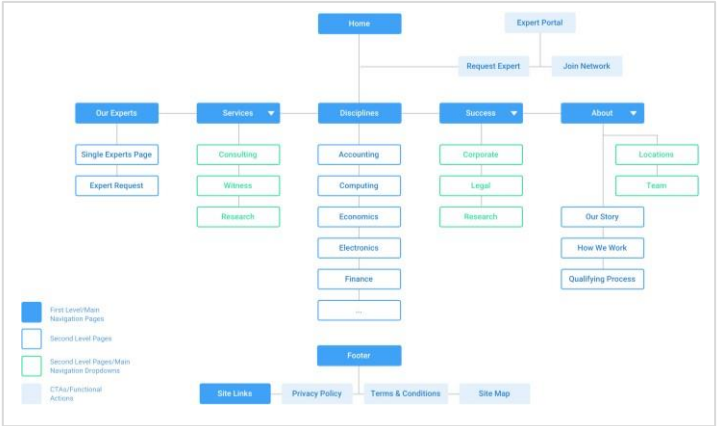 Home
Expert Portal
Request Expert
Join Network
Our Experts
Services
Disciplines
Success
About
Single Experts Page
Consulting
Accounting
Corporate
Locations
Expert Request
Witness
Computing
Legal
Team
Research
Economics
Research
Our Story
Electronics
How We Work
Finance
Qualifying Process
...
First Level/Main
Navigation Pages
Second Level Pages
Second Level Pages/Main
Navigation Dropdowns
CTAs/Functional
Actions
Footer
Site Links
Privacy Policy
Terms & Conditions
Site Map